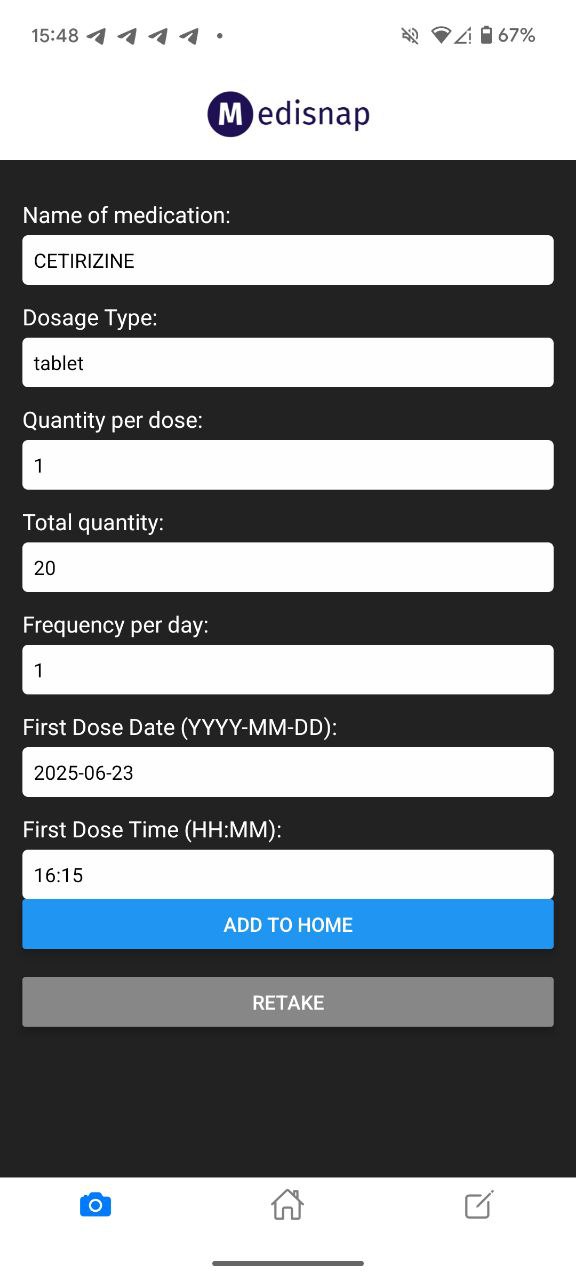 15:48
67%
Medisnap
Name of medication:
CETIRIZINE
Dosage Type:
tablet
Quantity per dose:
1
Total quantity:
20
Frequency per day:
1
First Dose Date (YYYY-MM-DD):
2025-06-23
First Dose Time (HH:MM):
16:15
ADD TO HOME
RETAKE